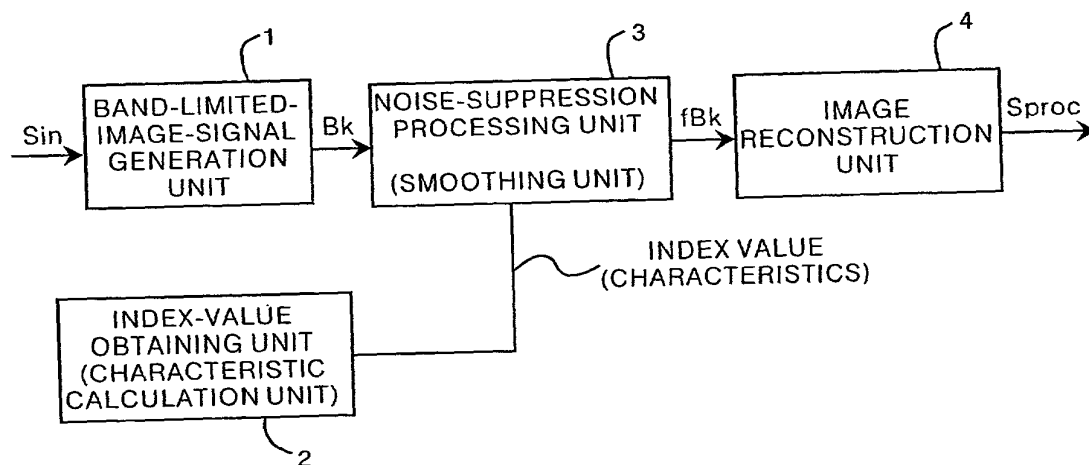 1
3
4
Sin
BAND-LIMITED-
IMAGE-SIGNAL
GENERATION
UNIT
Bk
NOISE-SUPPRESSION
PROCESSING UNIT
(SMOOTHING UNIT)
fBk
IMAGE
RECONSTRUCTION
UNIT
Sproc
INDEX VALUE
(CHARACTERISTICS)
INDEX-VALUE
OBTAINING UNIT
(CHARACTERISTIC
CALCULATION UNIT)
2